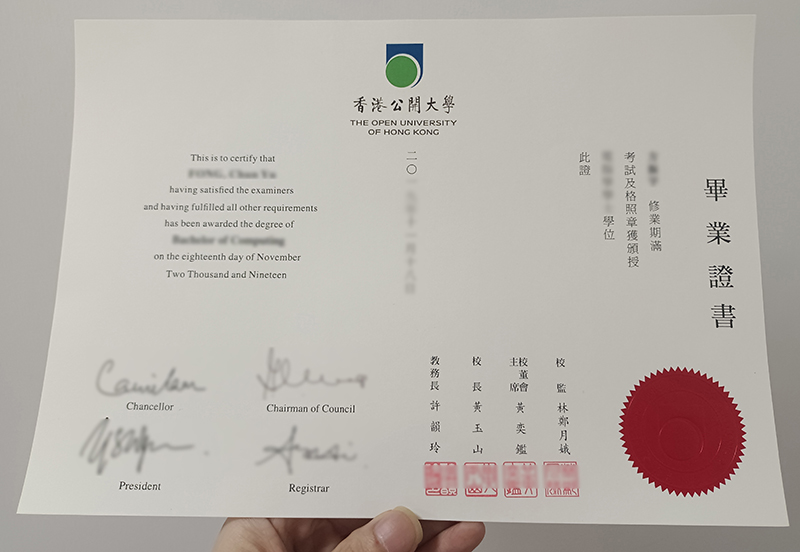 香港公開大學
THE OPEN UNIVERSITY
OF HONG KONG
This is to certify that
having satisfied the examiners
and having fulfilled all other requirements
has been awarded the degree of
Bachelor of Computing
on the eighteenth day of November
Two Thousand and Nineteen
畢業證書
修業期滿
考試及格照章獲頒授
學位
此證
二〇
Chancellor
Chairman of Council
President
Registrar
校監 林鄭月娥
校董會主席 黃奕鑑
校長 黃玉山
教務長 許韻玲